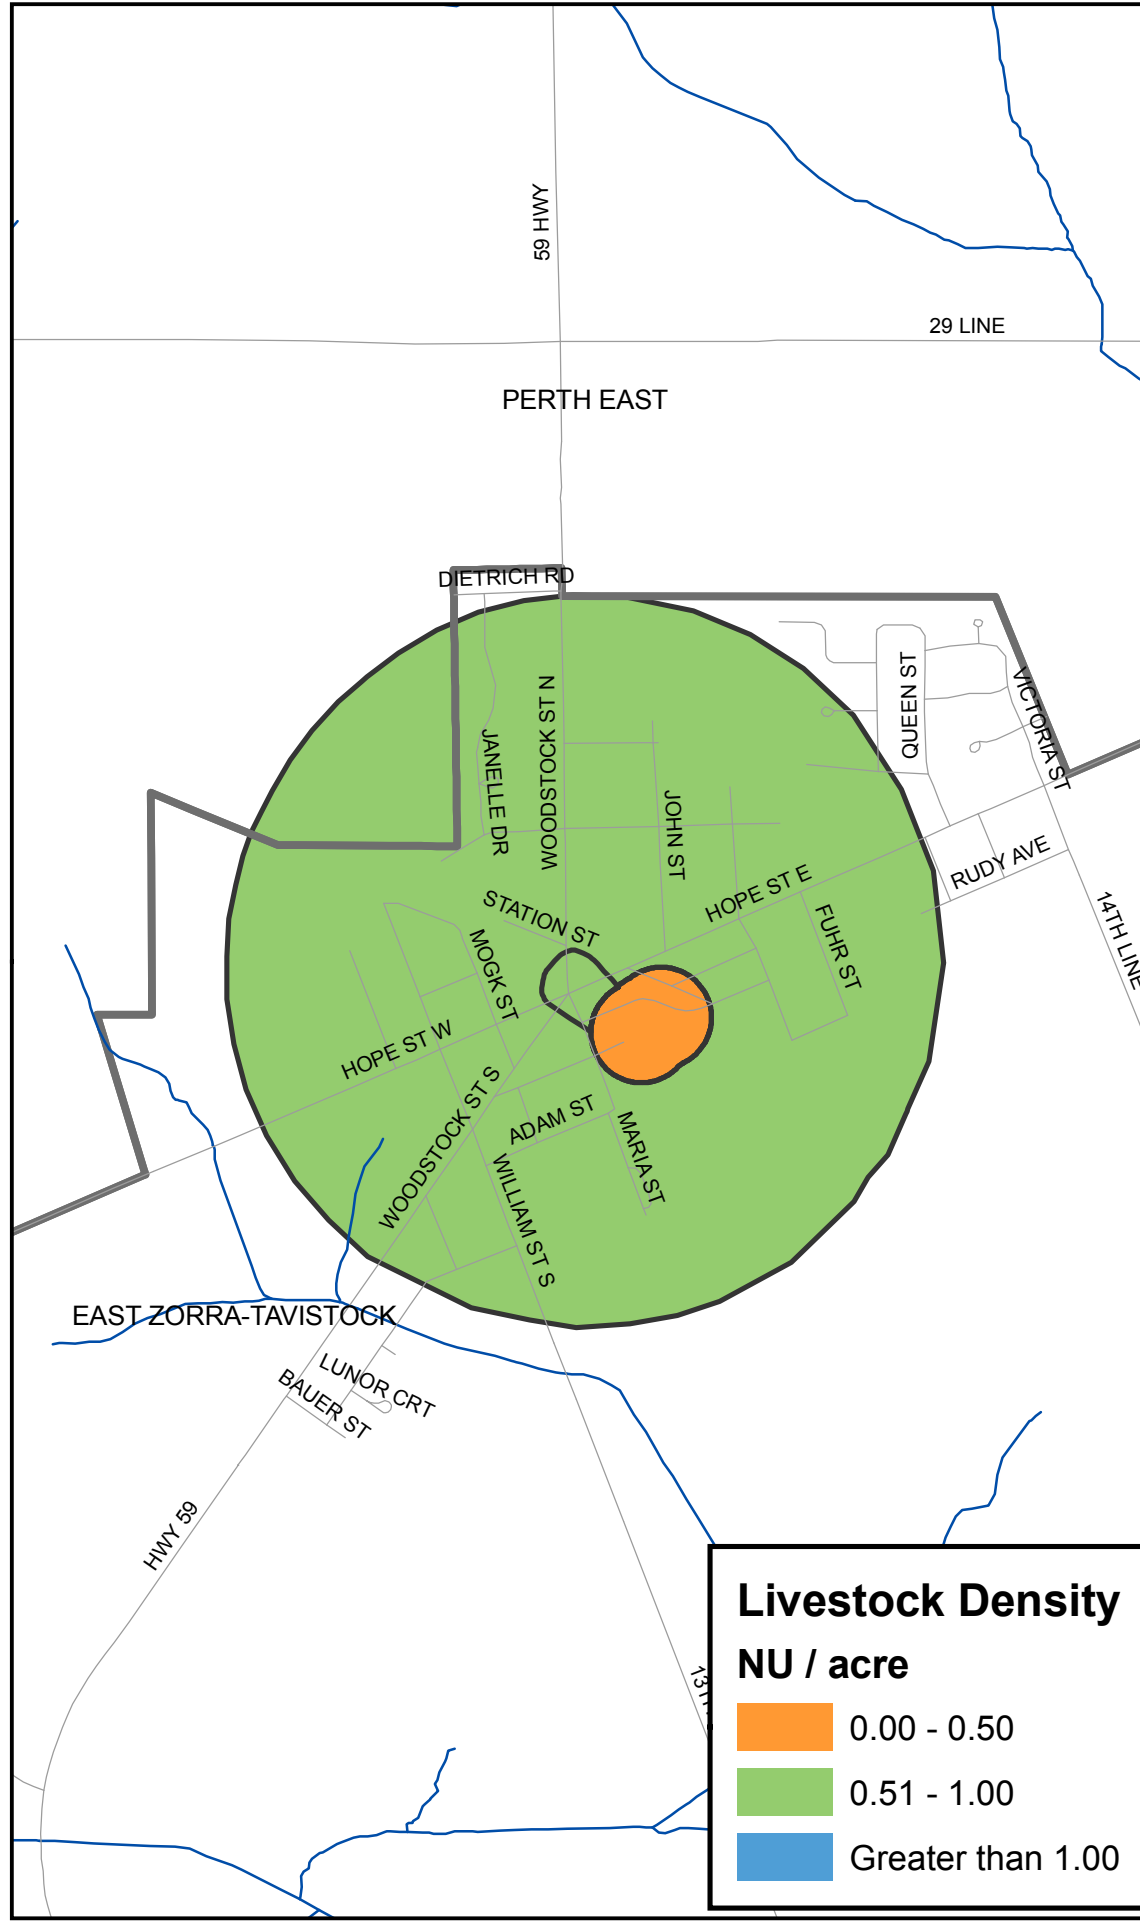 59 HWY
29 LINE
PERTH EAST
DIETRICH RD
QUEEN ST
VICTORIA ST
WOODSTOCK ST N
JANELLE DR
JOHN ST
RUDY AVE
HOPE ST E
STATION ST
FUHR ST
14TH LINE
MOGK ST
HOPE ST W
WOODSTOCK ST S
ADAM ST
MARIA ST
WILLIAM ST S
EAST ZORRA-TAVISTOCK
LUNOR CRT
BAUER ST
HWY 59
Livestock Density
NU / acre
0.00 - 0.50
0.51 - 1.00
Greater than 1.00